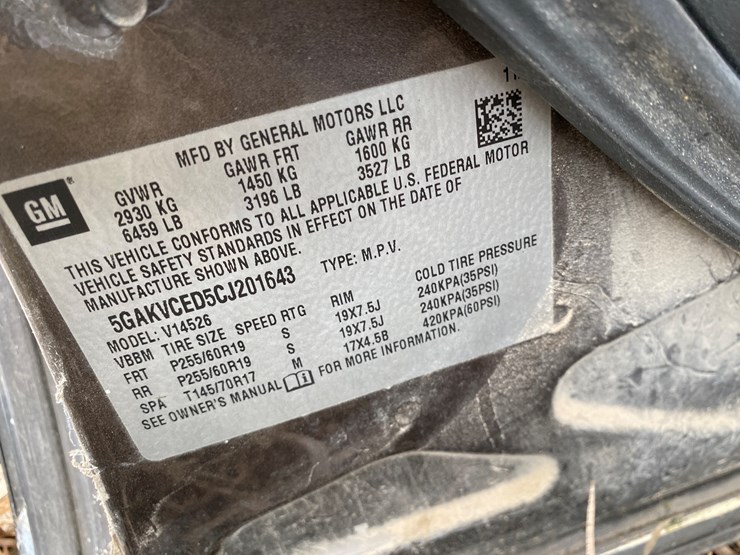 11
MFD BY GENERAL MOTORS LLC
GM
GVWR GAWR FRT GAWR RR
2930 KG 1450 KG 1600 KG
6459 LB 3196 LB 3527 LB
THIS VEHICLE CONFORMS TO ALL APPLICABLE U.S. FEDERAL MOTOR
VEHICLE SAFETY STANDARDS IN EFFECT ON THE DATE OF
MANUFACTURE SHOWN ABOVE.
5GAKVCED5CJ201643 TYPE: M.P.V.
MODEL: V14526
VBBM TIRE SIZE SPEED RTG RIM COLD TIRE PRESSURE
FRT P255/60R19 S 19X7.5J 240KPA(35PSI)
RR P255/60R19 S 19X7.5J 240KPA(35PSI)
SPA T145/70R17 M 17X4.5B 420KPA(60PSI)
SEE OWNER'S MANUAL FOR MORE INFORMATION.